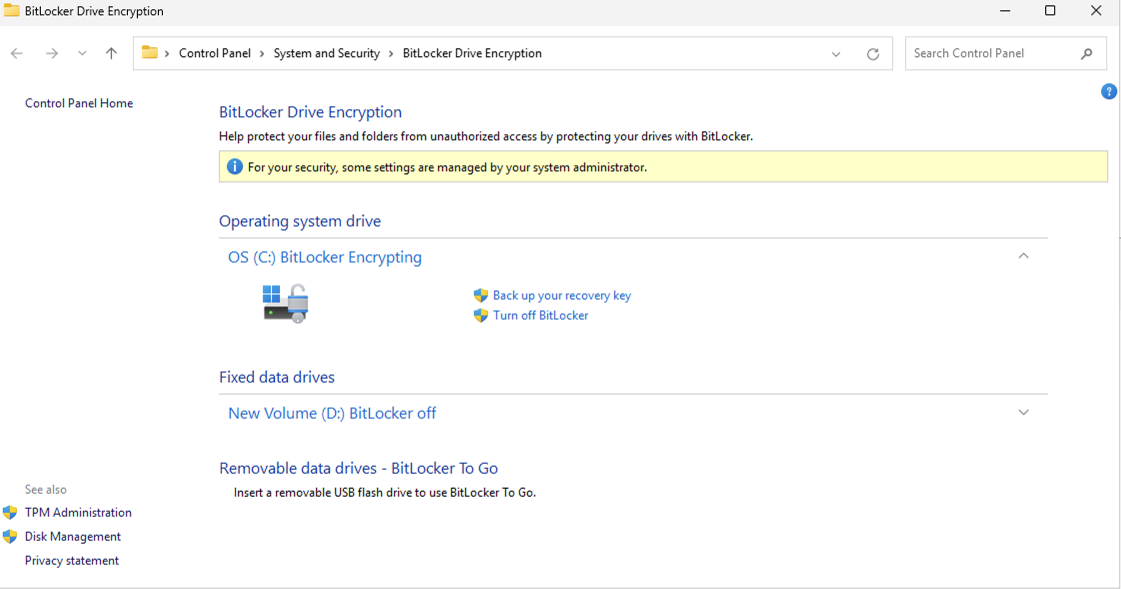 BitLocker Drive Encryption
Control Panel › System and Security › BitLocker Drive Encryption
Search Control Panel
Control Panel Home
BitLocker Drive Encryption
Help protect your files and folders from unauthorized access by protecting your drives with BitLocker.
For your security, some settings are managed by your system administrator.
Operating system drive
OS (C:) BitLocker Encrypting
Back up your recovery key
Turn off BitLocker
Fixed data drives
New Volume (D:) BitLocker off
Removable data drives - BitLocker To Go
Insert a removable USB flash drive to use BitLocker To Go.
See also
TPM Administration
Disk Management
Privacy statement